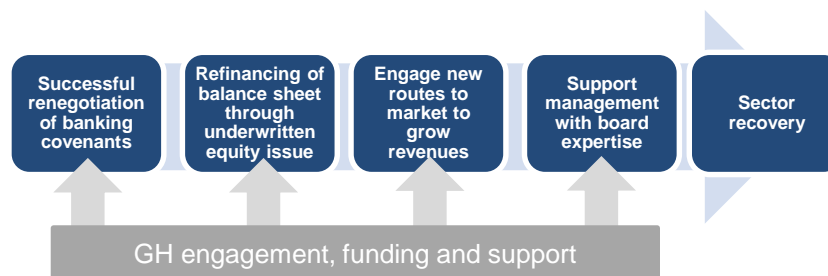 Successful
renegotiation
of banking
covenants
Refinancing of
balance sheet
through
underwritten
equity issue
Engage new
routes to
market to
grow
revenues
Support
management
with board
expertise
Sector
recovery
GH engagement, funding and support